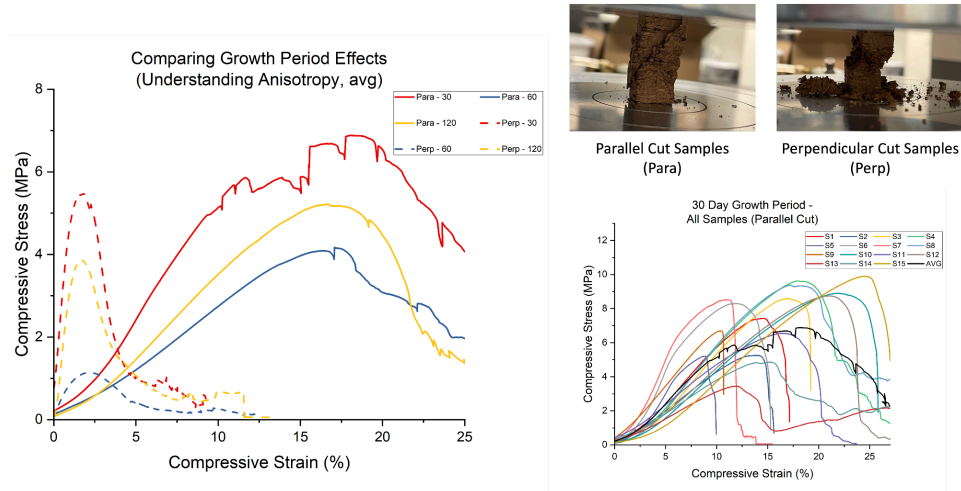 Comparing Growth Period Effects
(Understanding Anisotropy, avg)
Para - 30
Para - 60
Para - 120
Perp - 30
Perp - 60
Perp - 120
8
6
4
2
0
Compressive Stress (MPa)
0 5 10 15 20 25
Compressive Strain (%)
Parallel Cut Samples
(Para)
Perpendicular Cut Samples
(Perp)
30 Day Growth Period -
All Samples (Parallel Cut)
S1 S2 S3 S4
S5 S6 S7 S8
S9 S10 S11 S12
S13 S14 S15 AVG
12
10
8
6
4
2
0
Compressive Stress (MPa)
0 5 10 15 20 25
Compressive Strain (%)